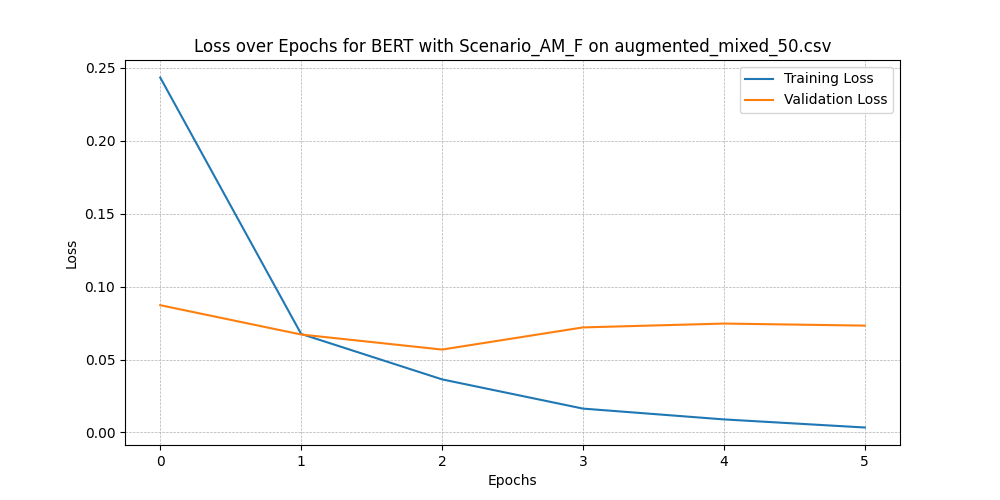 Loss over Epochs for BERT with Scenario_AM_F on augmented_mixed_50.csv
Training Loss
Validation Loss
0.25
0.20
0.15
0.10
0.05
0.00
Loss
0 1 2 3 4 5
Epochs